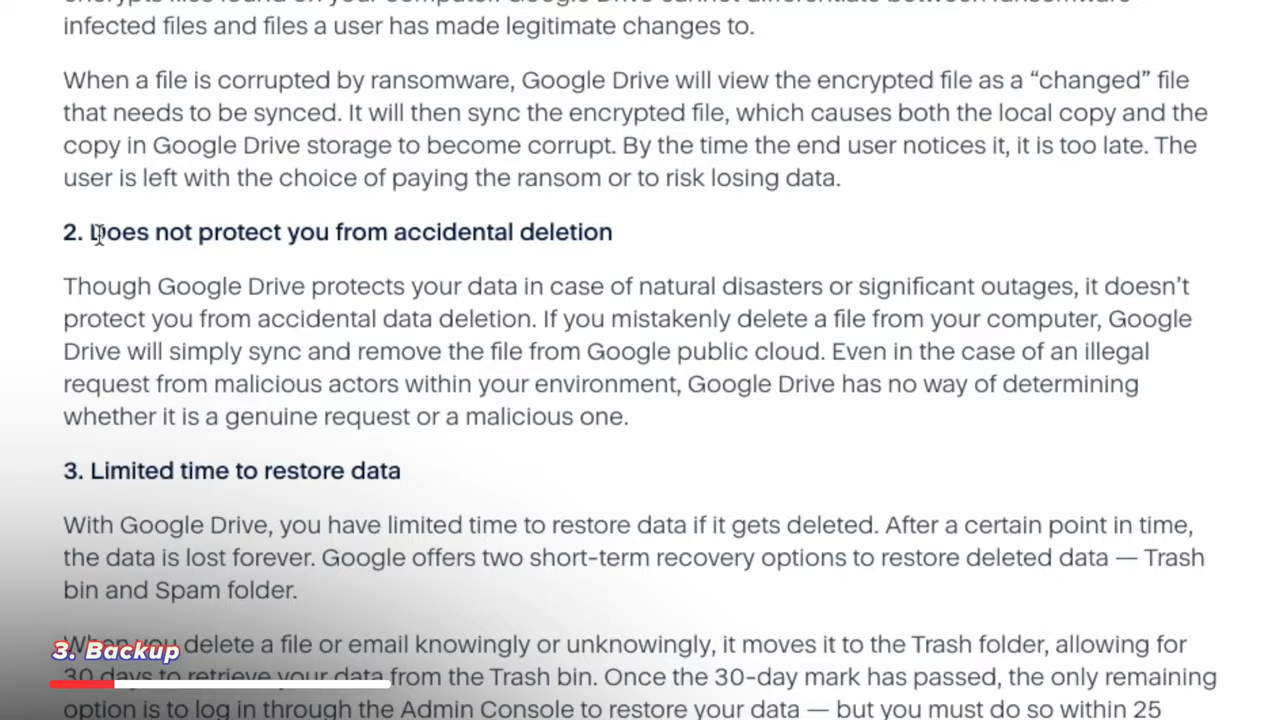 infected files and files a user has made legitimate changes to.
When a file is corrupted by ransomware, Google Drive will view the encrypted file as a “changed” file
that needs to be synced. It will then sync the encrypted file, which causes both the local copy and the
copy in Google Drive storage to become corrupt. By the time the end user notices it, it is too late. The
user is left with the choice of paying the ransom or to risk losing data.
2. Does not protect you from accidental deletion
Though Google Drive protects your data in case of natural disasters or significant outages, it doesn’t
protect you from accidental data deletion. If you mistakenly delete a file from your computer, Google
Drive will simply sync and remove the file from Google public cloud. Even in the case of an illegal
request from malicious actors within your environment, Google Drive has no way of determining
whether it is a genuine request or a malicious one.
3. Limited time to restore data
With Google Drive, you have limited time to restore data if it gets deleted. After a certain point in time,
the data is lost forever. Google offers two short-term recovery options to restore deleted data — Trash
bin and Spam folder.
When you delete a file or email knowingly or unknowingly, it moves it to the Trash folder, allowing for
3. Backup
30 days to retrieve your data from the Trash bin. Once the 30-day mark has passed, the only remaining
option is to log in through the Admin Console to restore your data — but you must do so within 25